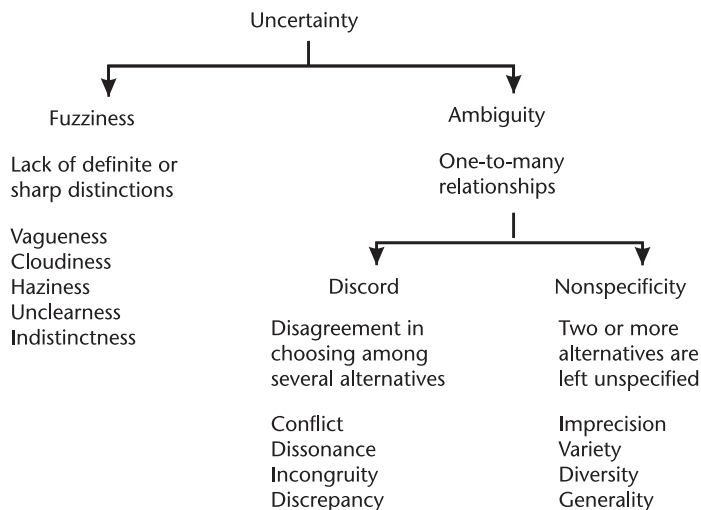 Uncertainty
Fuzziness
Lack of definite or
sharp distinctions
Vagueness
Cloudiness
Haziness
Unclearness
Indistinctness
Ambiguity
One-to-many
relationships
Discord
Disagreement in
choosing among
several alternatives
Conflict
Dissonance
Incongruity
Discrepancy
Nonspecificity
Two or more
alternatives are
left unspecified
Imprecision
Variety
Diversity
Generality